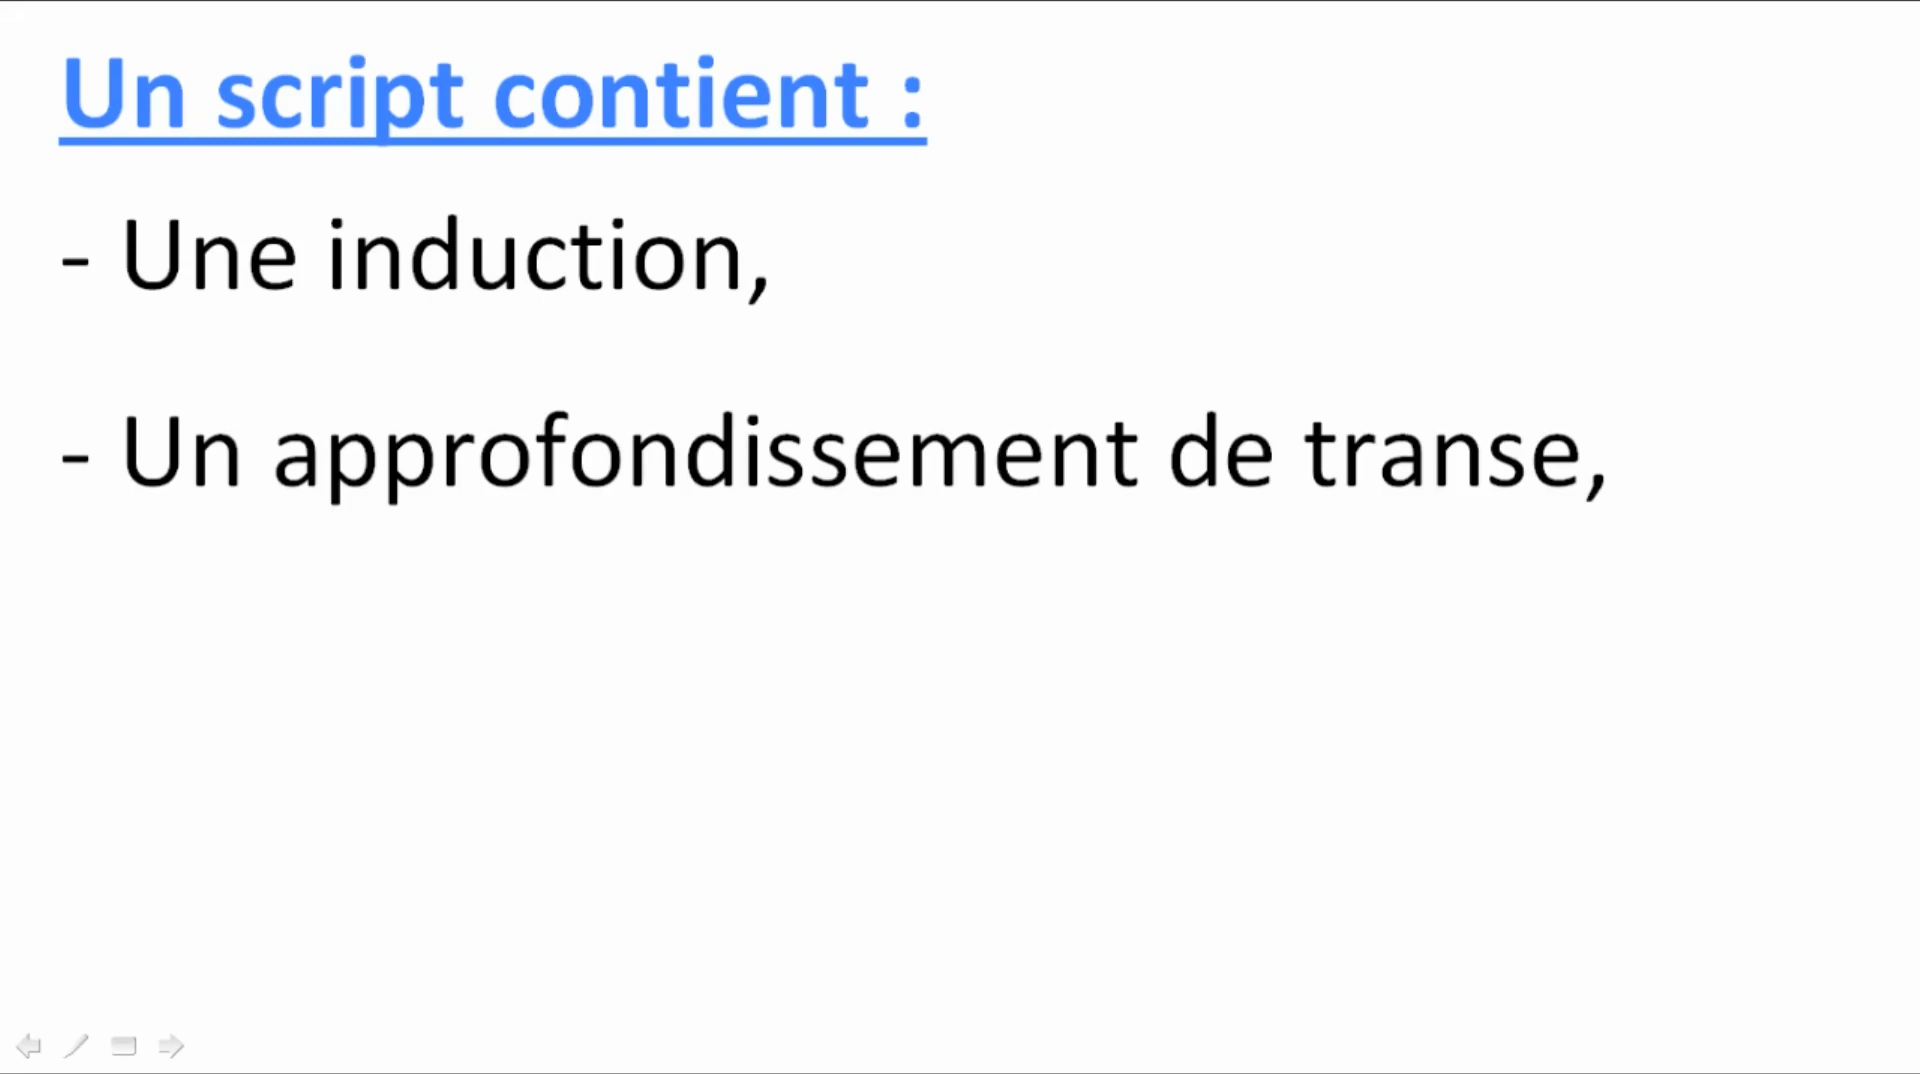 Un script contient :
- Une induction,
- Un approfondissement de transe,